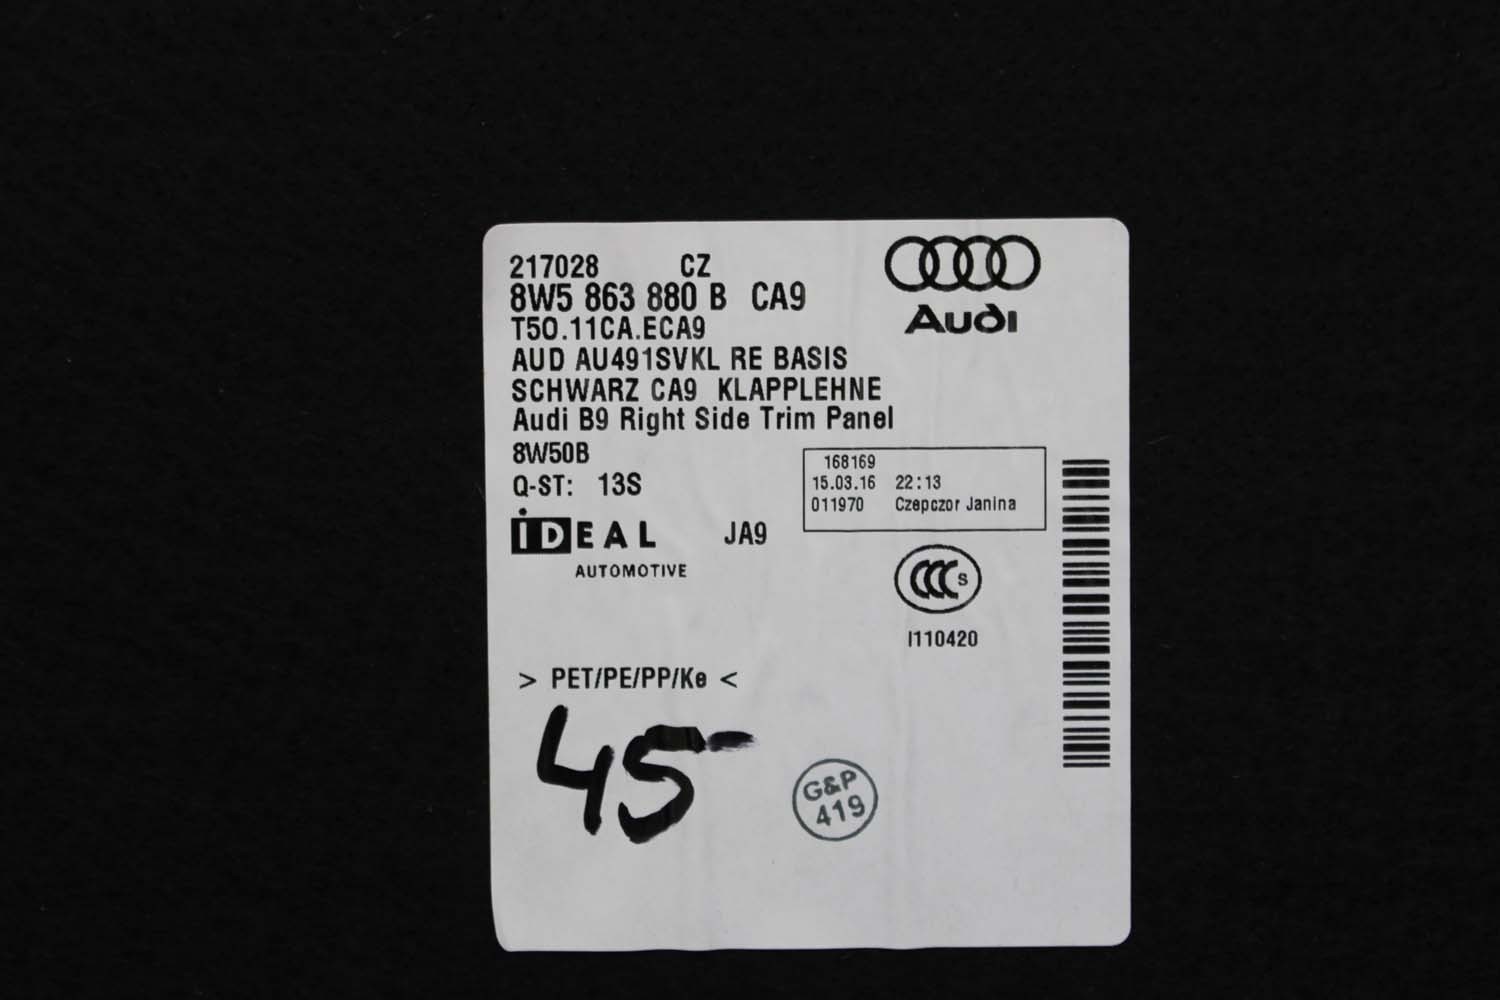 217028 CZ
8W5 863 880 B CA9
T50.11CA.ECA9
AUD AU491SVKL RE BASIS
SCHWARZ CA9 KLAPPLEHNE
Audi B9 Right Side Trim Panel
8W50B
Q-ST: 13S
Audi
168169
15.03.16 22:13
011970 Czepczor Janina
IDEAL JA9
AUTOMOTIVE
CCC S
I110420
> PET/PE/PP/Ke <
45-
G&P
419